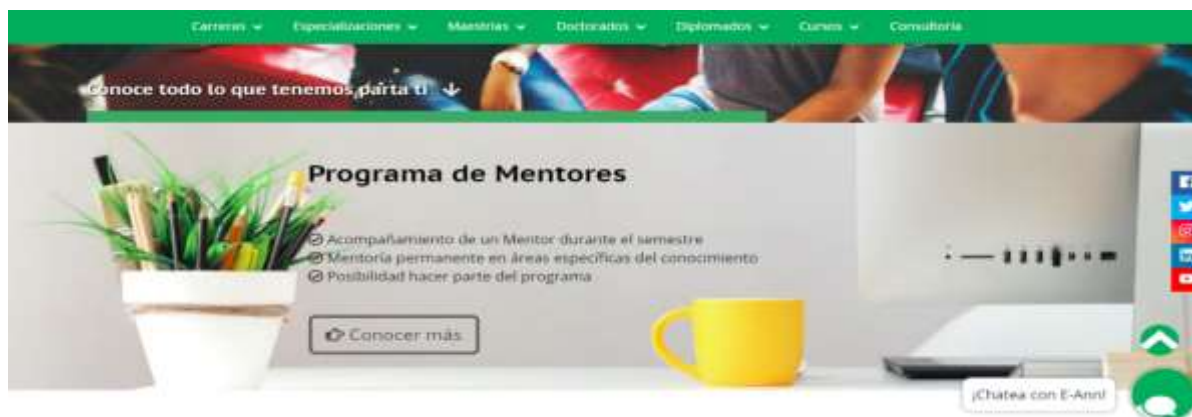 Carreras Especializaciones Maestrías Doctorados Diplomados Cursos Consultoría
Conoce todo lo que tenemos parta ti
Programa de Mentores
Acompañamiento de un Mentor durante el semestre
Mentoría permanente en áreas específicas del conocimiento
Posibilidad hacer parte del programa
Conocer más
¡Chatea con E-Ann!